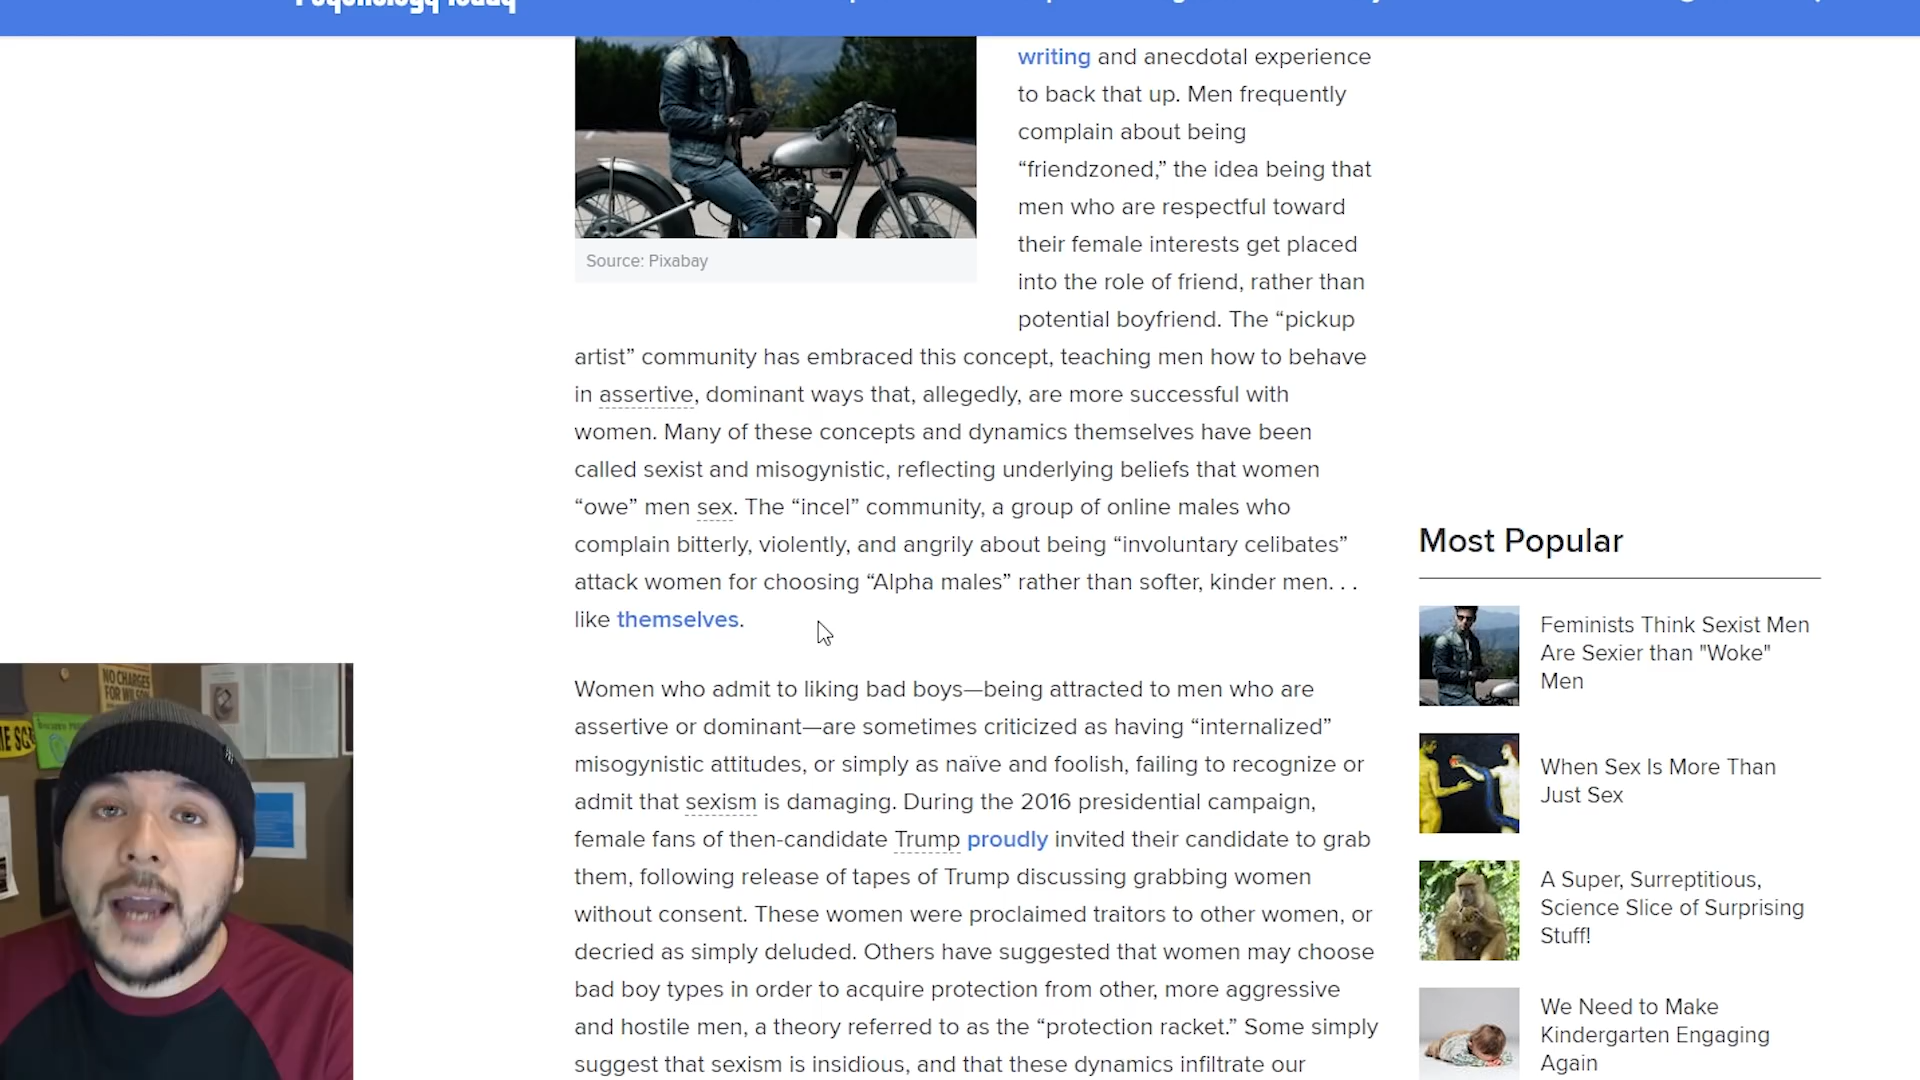 Psychology Today
writing and anecdotal experience
to back that up. Men frequently
complain about being
“friendzoned,” the idea being that
men who are respectful toward
their female interests get placed
into the role of friend, rather than
potential boyfriend. The “pickup
Source: Pixabay
artist” community has embraced this concept, teaching men how to behave
in assertive, dominant ways that, allegedly, are more successful with
women. Many of these concepts and dynamics themselves have been
called sexist and misogynistic, reflecting underlying beliefs that women
“owe” men sex. The “incel” community, a group of online males who
complain bitterly, violently, and angrily about being “involuntary celibates”
attack women for choosing “Alpha males” rather than softer, kinder men. . .
like themselves.
Women who admit to liking bad boys—being attracted to men who are
assertive or dominant—are sometimes criticized as having “internalized”
misogynistic attitudes, or simply as naïve and foolish, failing to recognize or
admit that sexism is damaging. During the 2016 presidential campaign,
female fans of then-candidate Trump proudly invited their candidate to grab
them, following release of tapes of Trump discussing grabbing women
without consent. These women were proclaimed traitors to other women, or
decried as simply deluded. Others have suggested that women may choose
bad boy types in order to acquire protection from other, more aggressive
and hostile men, a theory referred to as the “protection racket.” Some simply
suggest that sexism is insidious, and that these dynamics infiltrate our
Most Popular
Feminists Think Sexist Men
Are Sexier than "Woke"
Men
When Sex Is More Than
Just Sex
A Super, Surreptitious,
Science Slice of Surprising
Stuff!
We Need to Make
Kindergarten Engaging
Again
NO CHARGES
FOR WILSON